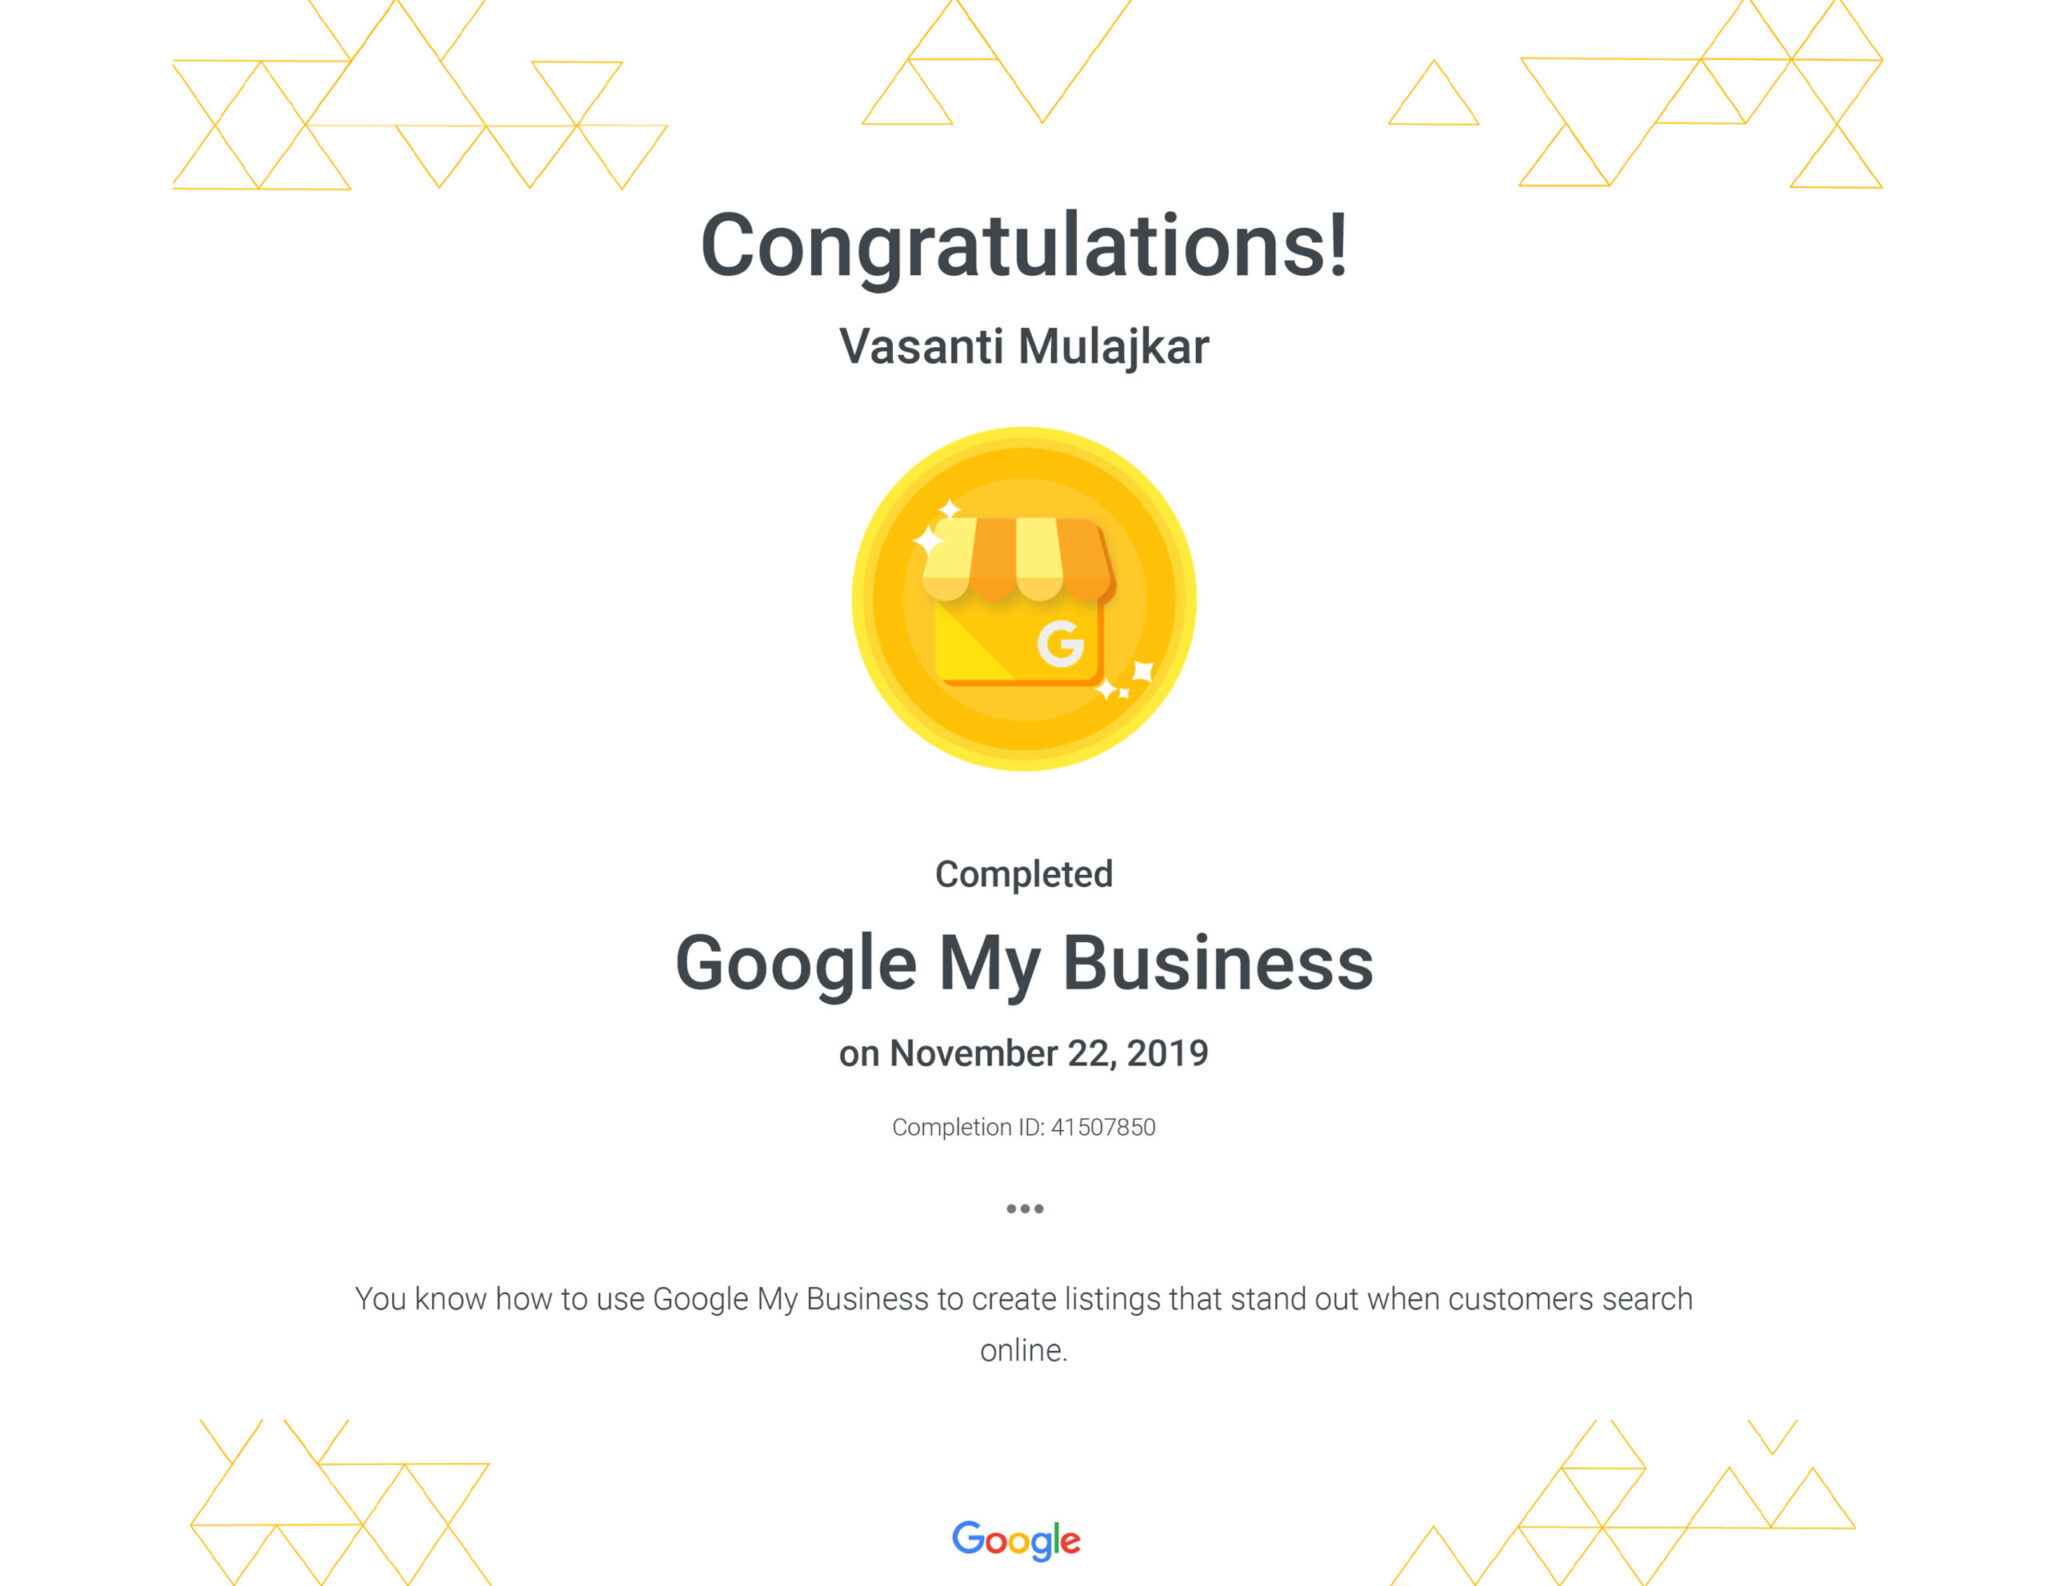 Congratulations!
Vasanti Mulajkar
G
Completed
Google My Business
on November 22, 2019
Completion ID: 41507850
•••
You know how to use Google My Business to create listings that stand out when customers search
online.
Google